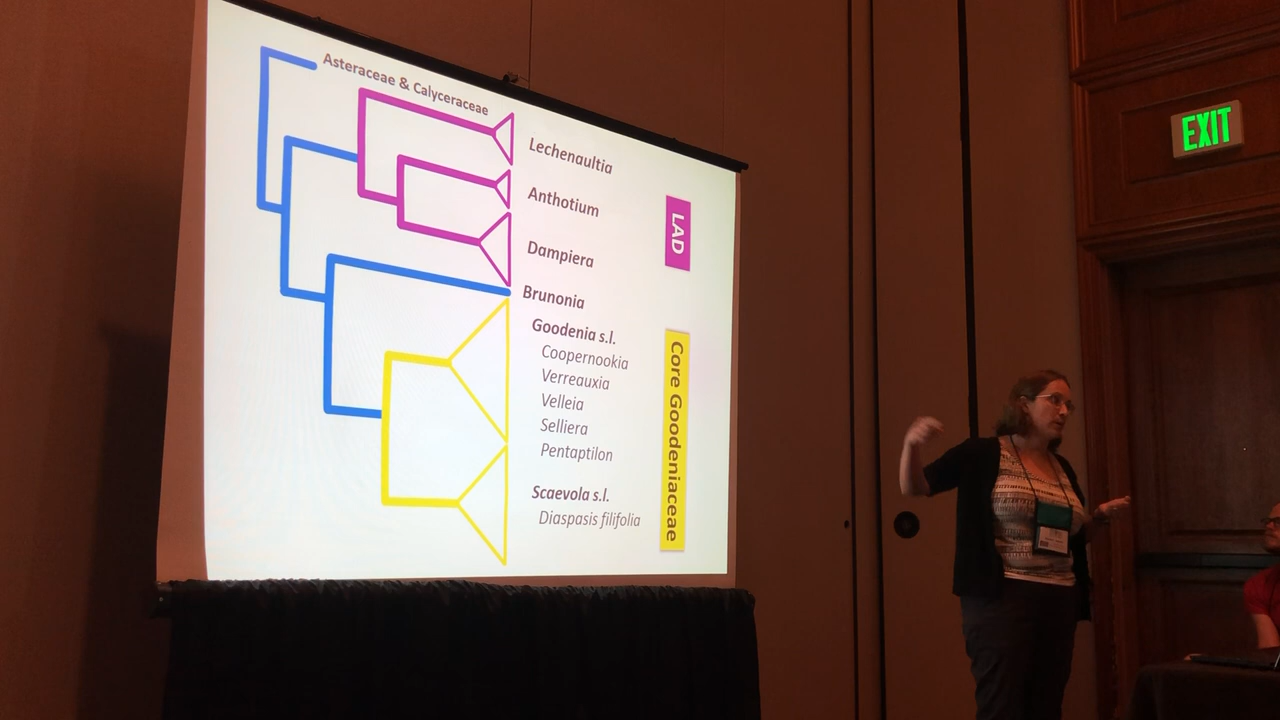 Asteraceae & Calyceraceae
Lechenaultia
Anthotium
Dampiera
LAD
Brunonia
Goodenia s.l.
Coopernookia
Verreauxia
Velleia
Selliera
Pentaptilon
Scaevola s.l.
Diaspasis filifolia
Core Goodeniaceae
EXIT